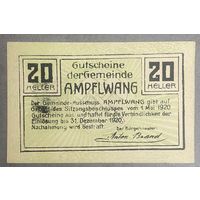 Gutscheine
der Gemeinde
AMPFLWANG
20
HELLER
20
HELLER
Der Gemeinde-Ausschuss AMPFLWANG gibt auf
Grund des Sitzungsbeschlusses vom 1 Mai 1920
Gutscheine aus und haftet für die Verbindlichkeit der
Einlösung bis 31. Dezember 1920.
Nachahmung wird bestraft.
Der Bürgermeister:
Anton Brand